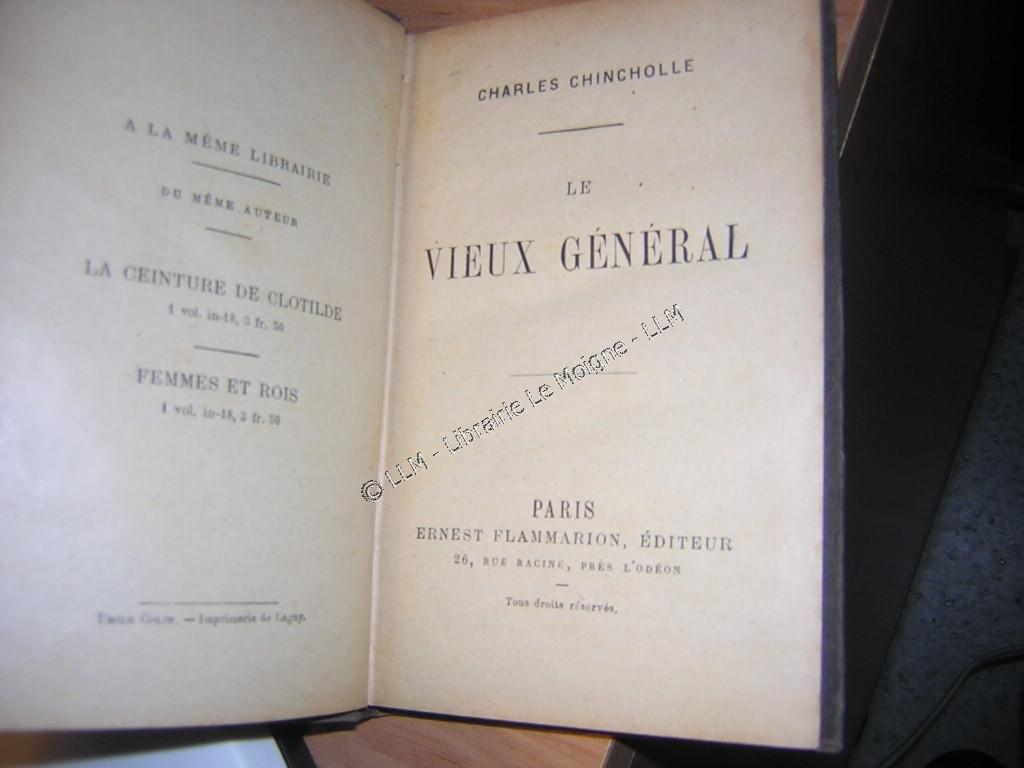 A LA MÊME LIBRAIRIE
DU MÊME AUTEUR
LA CEINTURE DE CLOTILDE
1 vol. in-18, 3 fr. 50
FEMMES ET ROIS
1 vol. in-18, 3 fr. 50
EMILE COLIN. — Imprimerie de Lagny.
CHARLES CHINCHOLLE
LE
VIEUX GÉNÉRAL
© LLM - Librairie Le Moigne - LLM
PARIS
ERNEST FLAMMARION, ÉDITEUR
26, RUE RACINE, PRÈS L'ODÉON
Tous droits réservés.